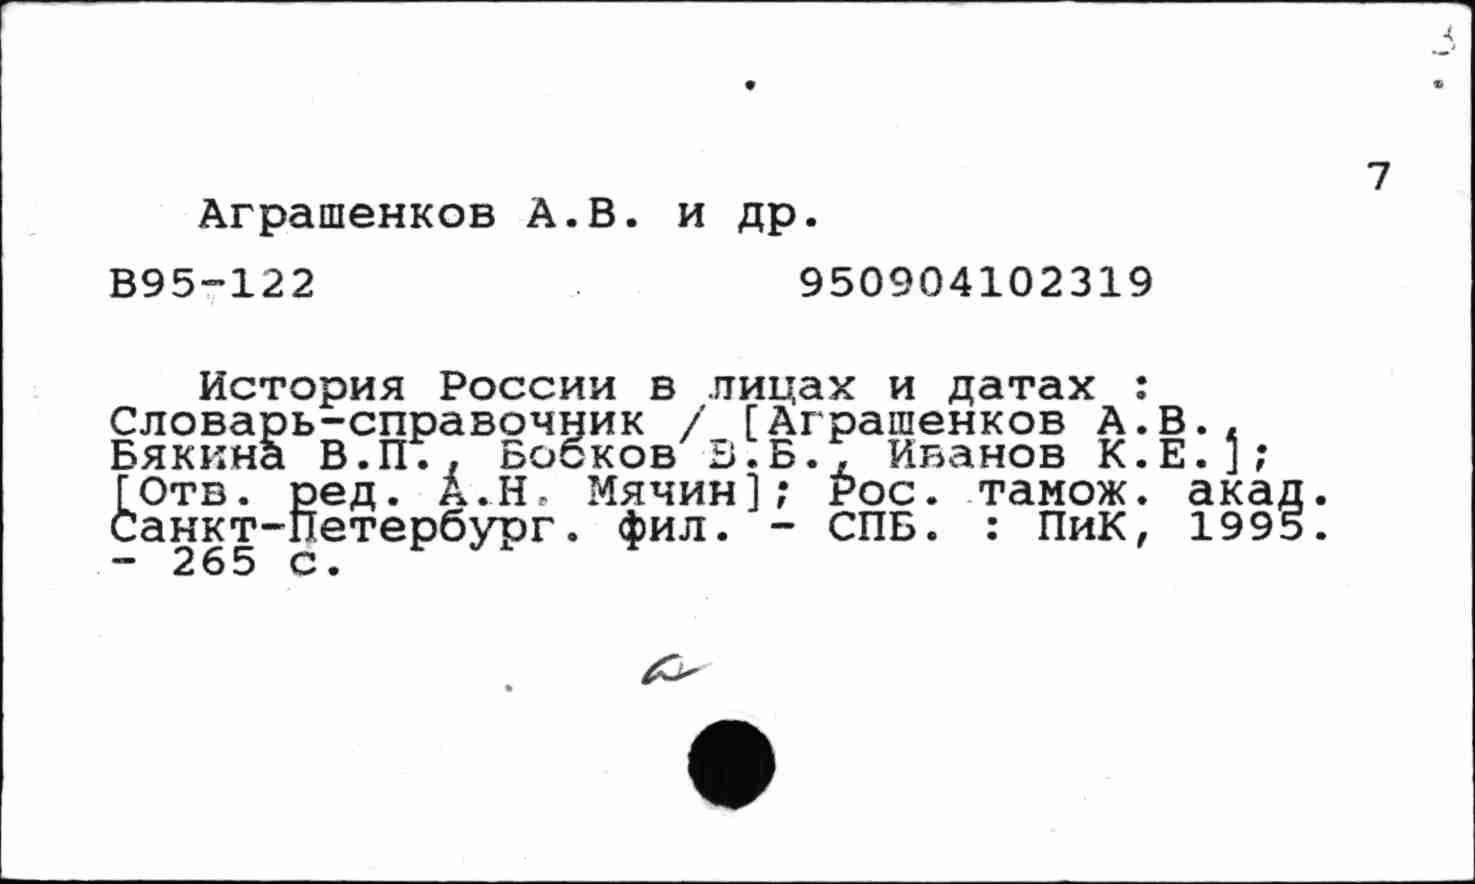 7
Аграшенков А.В. и др.
В95-122 950904102319
История России в лицах и датах :
Словарь-справочник / [Аграшенков А.В.,
Бякина В.П., Бобков В.Б., Иванов К.Е.];
[Отв. ред. А.Н. Мячин]; Рос. тамож. акад.
Санкт-Петербург. фил. - СПБ. : ПиК, 1995.
- 265 с.